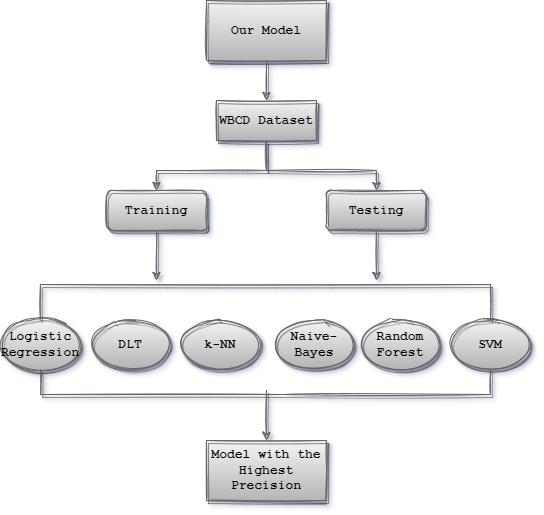 Our Model
WBCD Dataset
Training
Testing
Logistic
Regression
DLT
k-NN
Naive-
Bayes
Random
Forest
SVM
Model with the
Highest
Precision